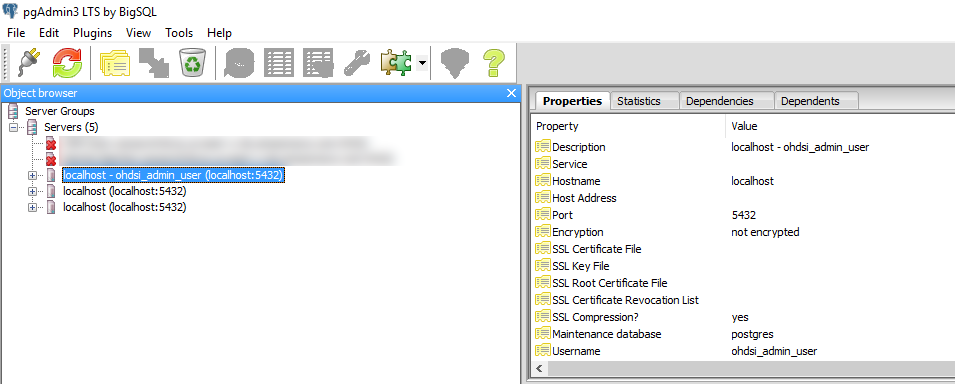 pgAdmin3 LTS by BigSQL
File Edit Plugins View Tools Help
Object browser
Server Groups
Servers (5)
localhost - ohdsi_admin_user (localhost:5432)
localhost (localhost:5432)
localhost (localhost:5432)
Properties Statistics Dependencies Dependents
Property Value
Description localhost - ohdsi_admin_user
Service
Hostname localhost
Host Address
Port 5432
Encryption not encrypted
SSL Certificate File
SSL Key File
SSL Root Certificate File
SSL Certificate Revocation List
SSL Compression? yes
Maintenance database postgres
Username ohdsi_admin_user